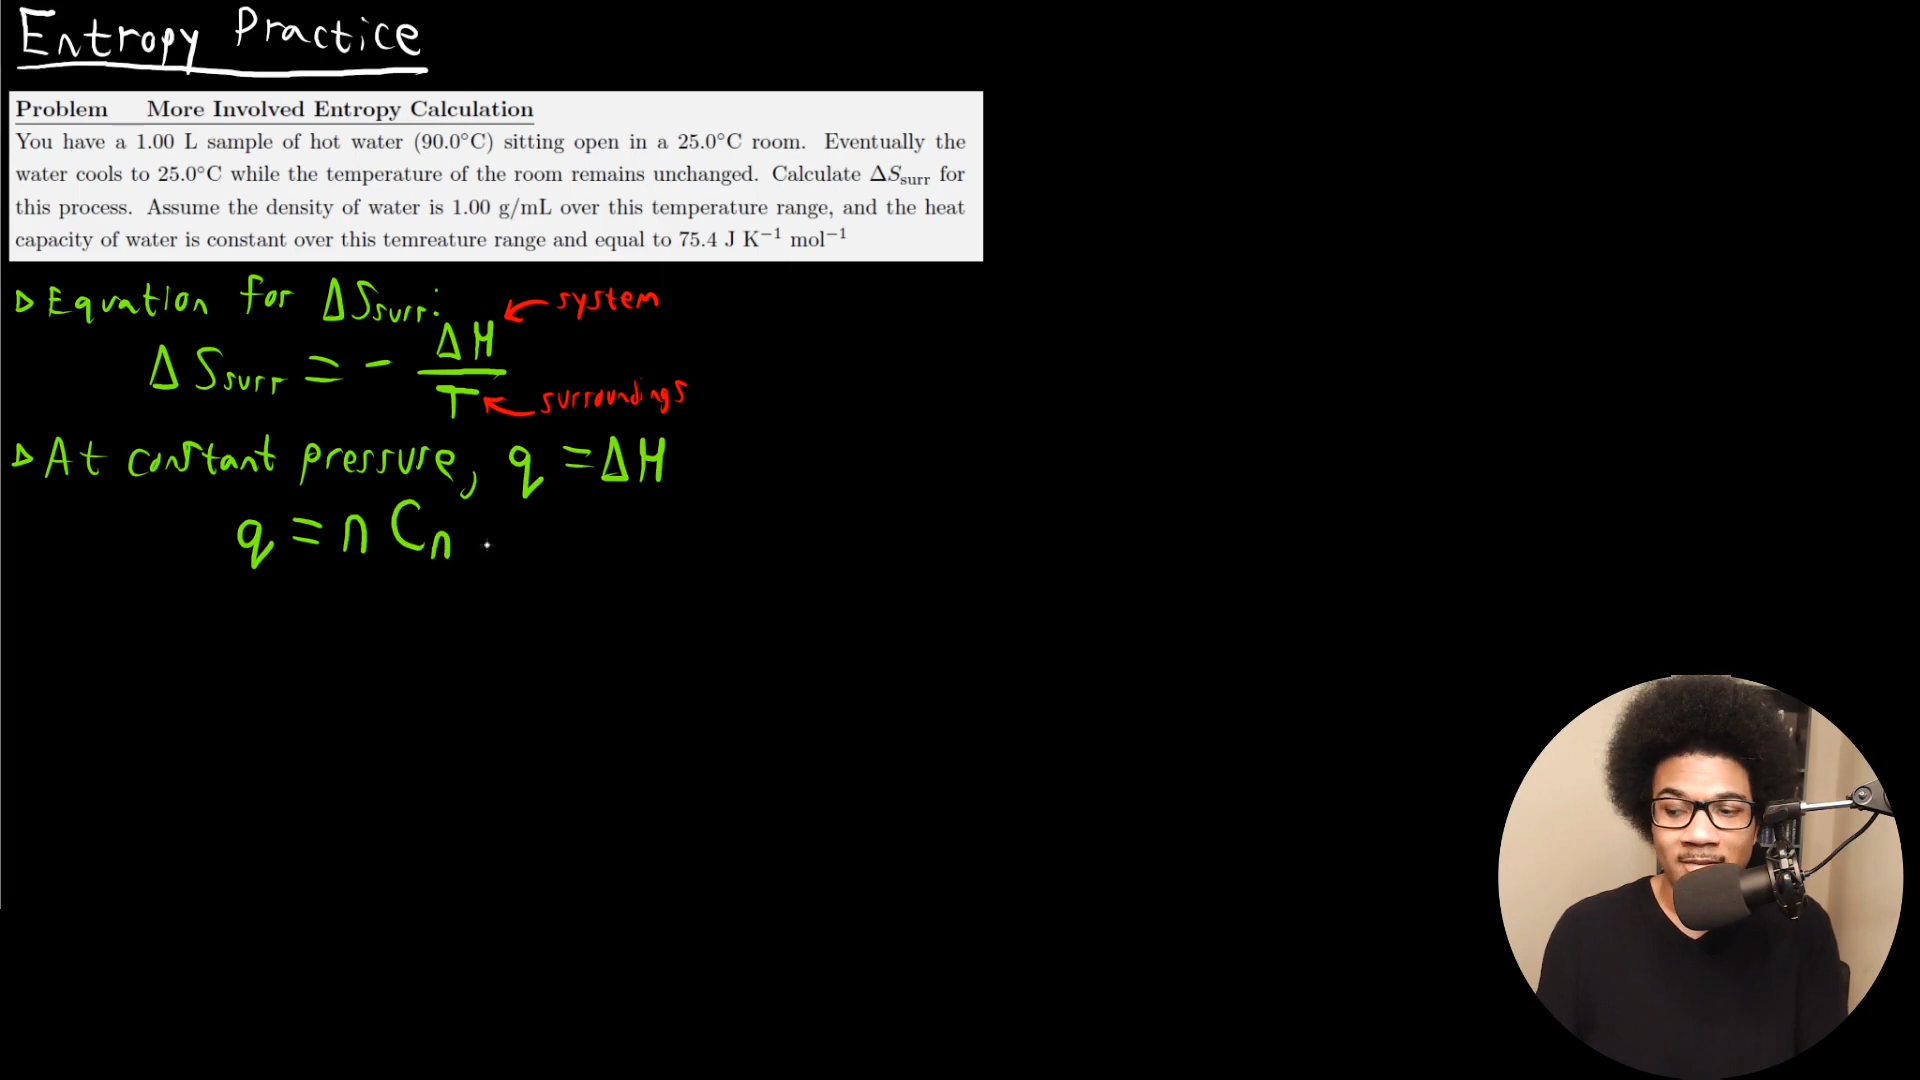 Entropy Practice
Problem More Involved Entropy Calculation
You have a 1.00 L sample of hot water (90.0°C) sitting open in a 25.0°C room. Eventually the
water cools to 25.0°C while the temperature of the room remains unchanged. Calculate ΔSsurr for
this process. Assume the density of water is 1.00 g/mL over this temperature range, and the heat
capacity of water is constant over this temreature range and equal to 75.4 J K⁻¹ mol⁻¹
▷ Equation for ΔSsurr:
system
ΔSsurr = - ΔH / T
surroundings
▷ At constant pressure, q = ΔH
q = n Cn